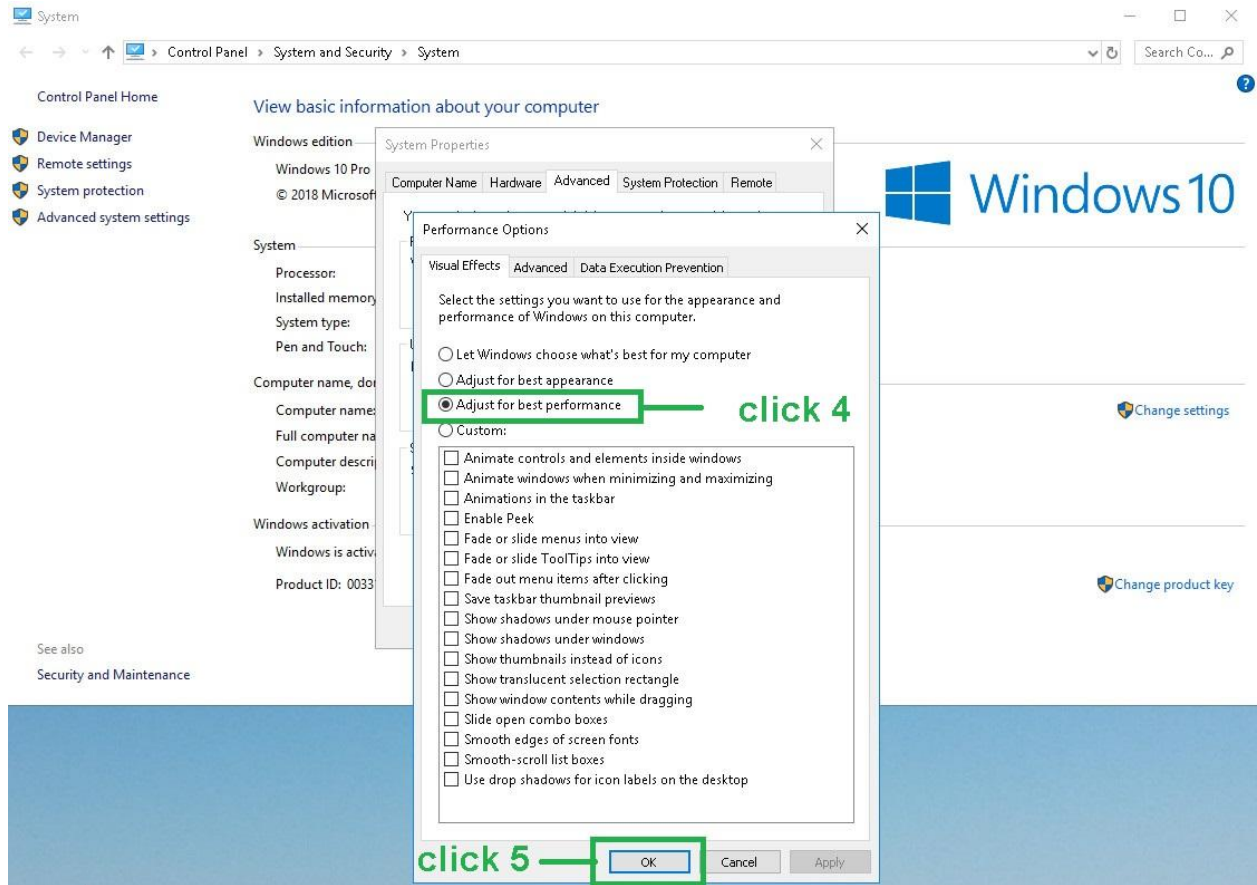 System
Control Panel > System and Security > System
Search Co...
?
Control Panel Home
Device Manager
Remote settings
System protection
Advanced system settings
See also
Security and Maintenance
View basic information about your computer
Windows edition
Windows 10 Pro
© 2018 Microsoft
Windows 10
System
Processor:
Installed memory
System type:
Pen and Touch:
Computer name, do
Computer name:
Full computer na
Computer descri
Workgroup:
Change settings
Windows activation
Windows is activ
Product ID: 0033
Change product key
System Properties
Computer Name Hardware Advanced System Protection Remote
Performance Options
Visual Effects Advanced Data Execution Prevention
Select the settings you want to use for the appearance and
performance of Windows on this computer.
Let Windows choose what's best for my computer
Adjust for best appearance
Adjust for best performance
click 4
Custom:
Animate controls and elements inside windows
Animate windows when minimizing and maximizing
Animations in the taskbar
Enable Peek
Fade or slide menus into view
Fade or slide ToolTips into view
Fade out menu items after clicking
Save taskbar thumbnail previews
Show shadows under mouse pointer
Show shadows under windows
Show thumbnails instead of icons
Show translucent selection rectangle
Show window contents while dragging
Slide open combo boxes
Smooth edges of screen fonts
Smooth-scroll list boxes
Use drop shadows for icon labels on the desktop
click 5
OK Cancel Apply